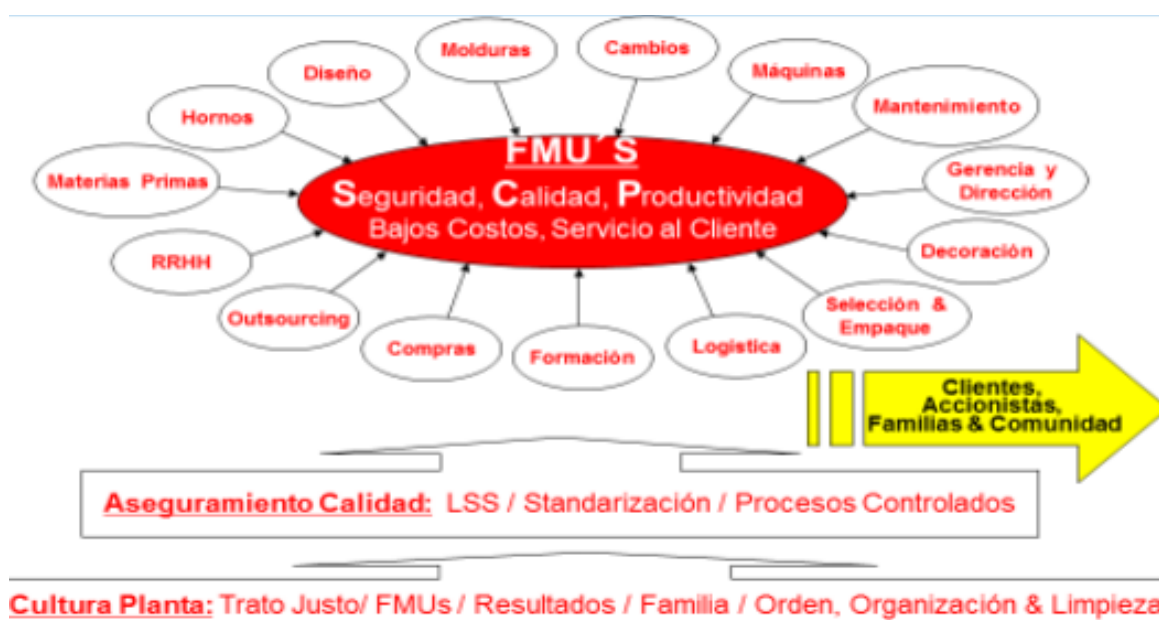 Molduras
Cambios
Diseño
Máquinas
Hornos
Mantenimiento
FMU´S
Seguridad, Calidad, Productividad
Bajos Costos, Servicio al Cliente
Materias Primas
Gerencia y
Dirección
RRHH
Decoración
Outsourcing
Selección &
Empaque
Compras
Formación
Logistica
Clientes,
Accionistas,
Familias & Comunidad
Aseguramiento Calidad: LSS / Standarización / Procesos Controlados
Cultura Planta: Trato Justo/ FMUs / Resultados / Familia / Orden, Organización & Limpieza